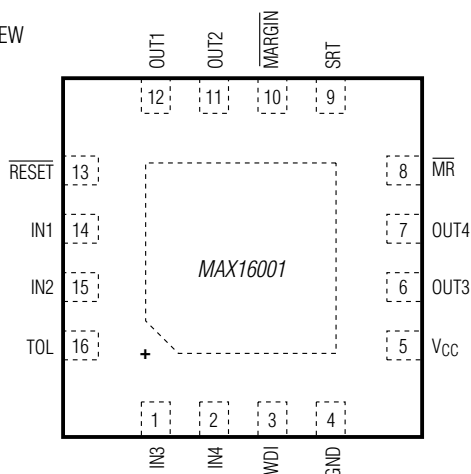 EW
OUT1
OUT2
MARGIN
SRT
12
11
10
9
RESET 13
8 MR
IN1 14
7 OUT4
MAX16001
IN2 15
6 OUT3
TOL 16
5 VCC
+
1
2
3
4
IN3
IN4
WDI
GND